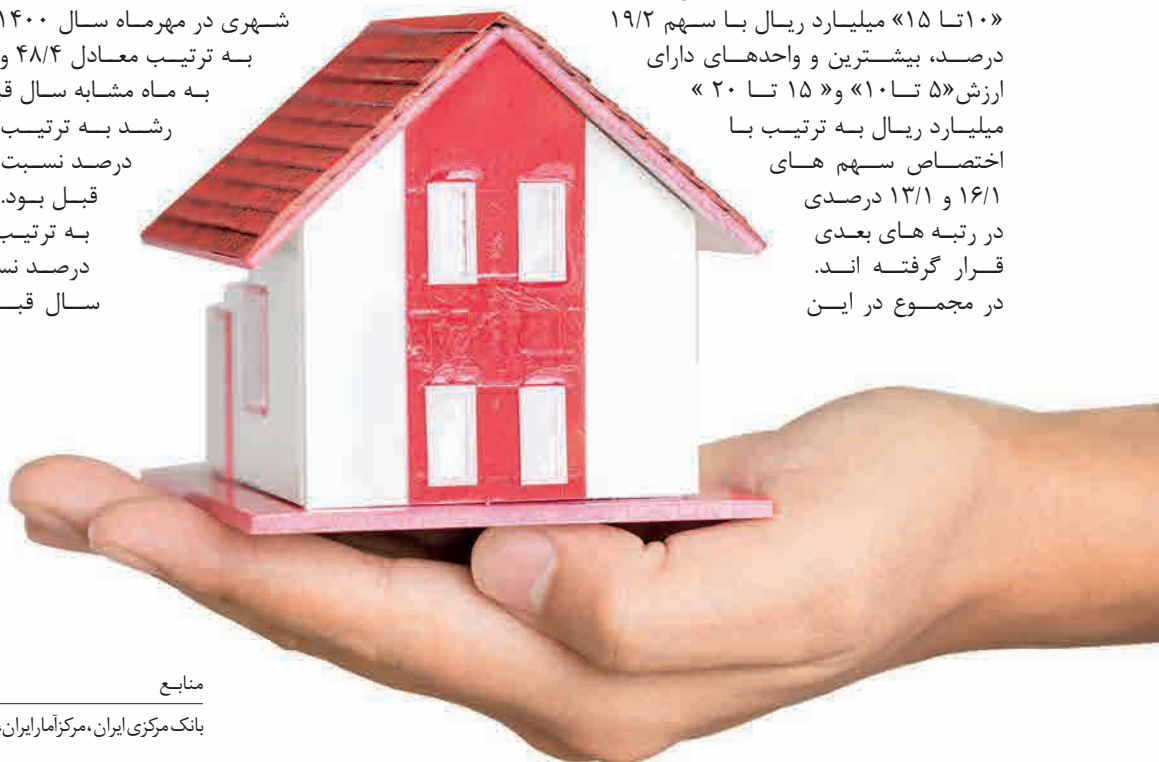 «۱۰تا ۱۵» میلیارد ریال با سهم ۱۹/۲
درصد، بیشترین و واحدهای دارای
ارزش«۵ تا۱۰» و« ۱۵ تا ۲۰ »
میلیارد ریال به ترتیب با
اختصاص سهم های
۱۶/۱ و ۱۳/۱ درصدی
در رتبه های بعدی
قرار گرفته اند.
در مجموع در این
شهری در مهرماه سال ۱۴۰۰
به ترتیب معادل ۴۸/۴ و
به ماه مشابه سال
رشد به ترتیب
درصد نسبت
قبل بود.
به ترتیب
درصد
سال
منابع
بانک مرکزی ایران،مرکزآمارایران،